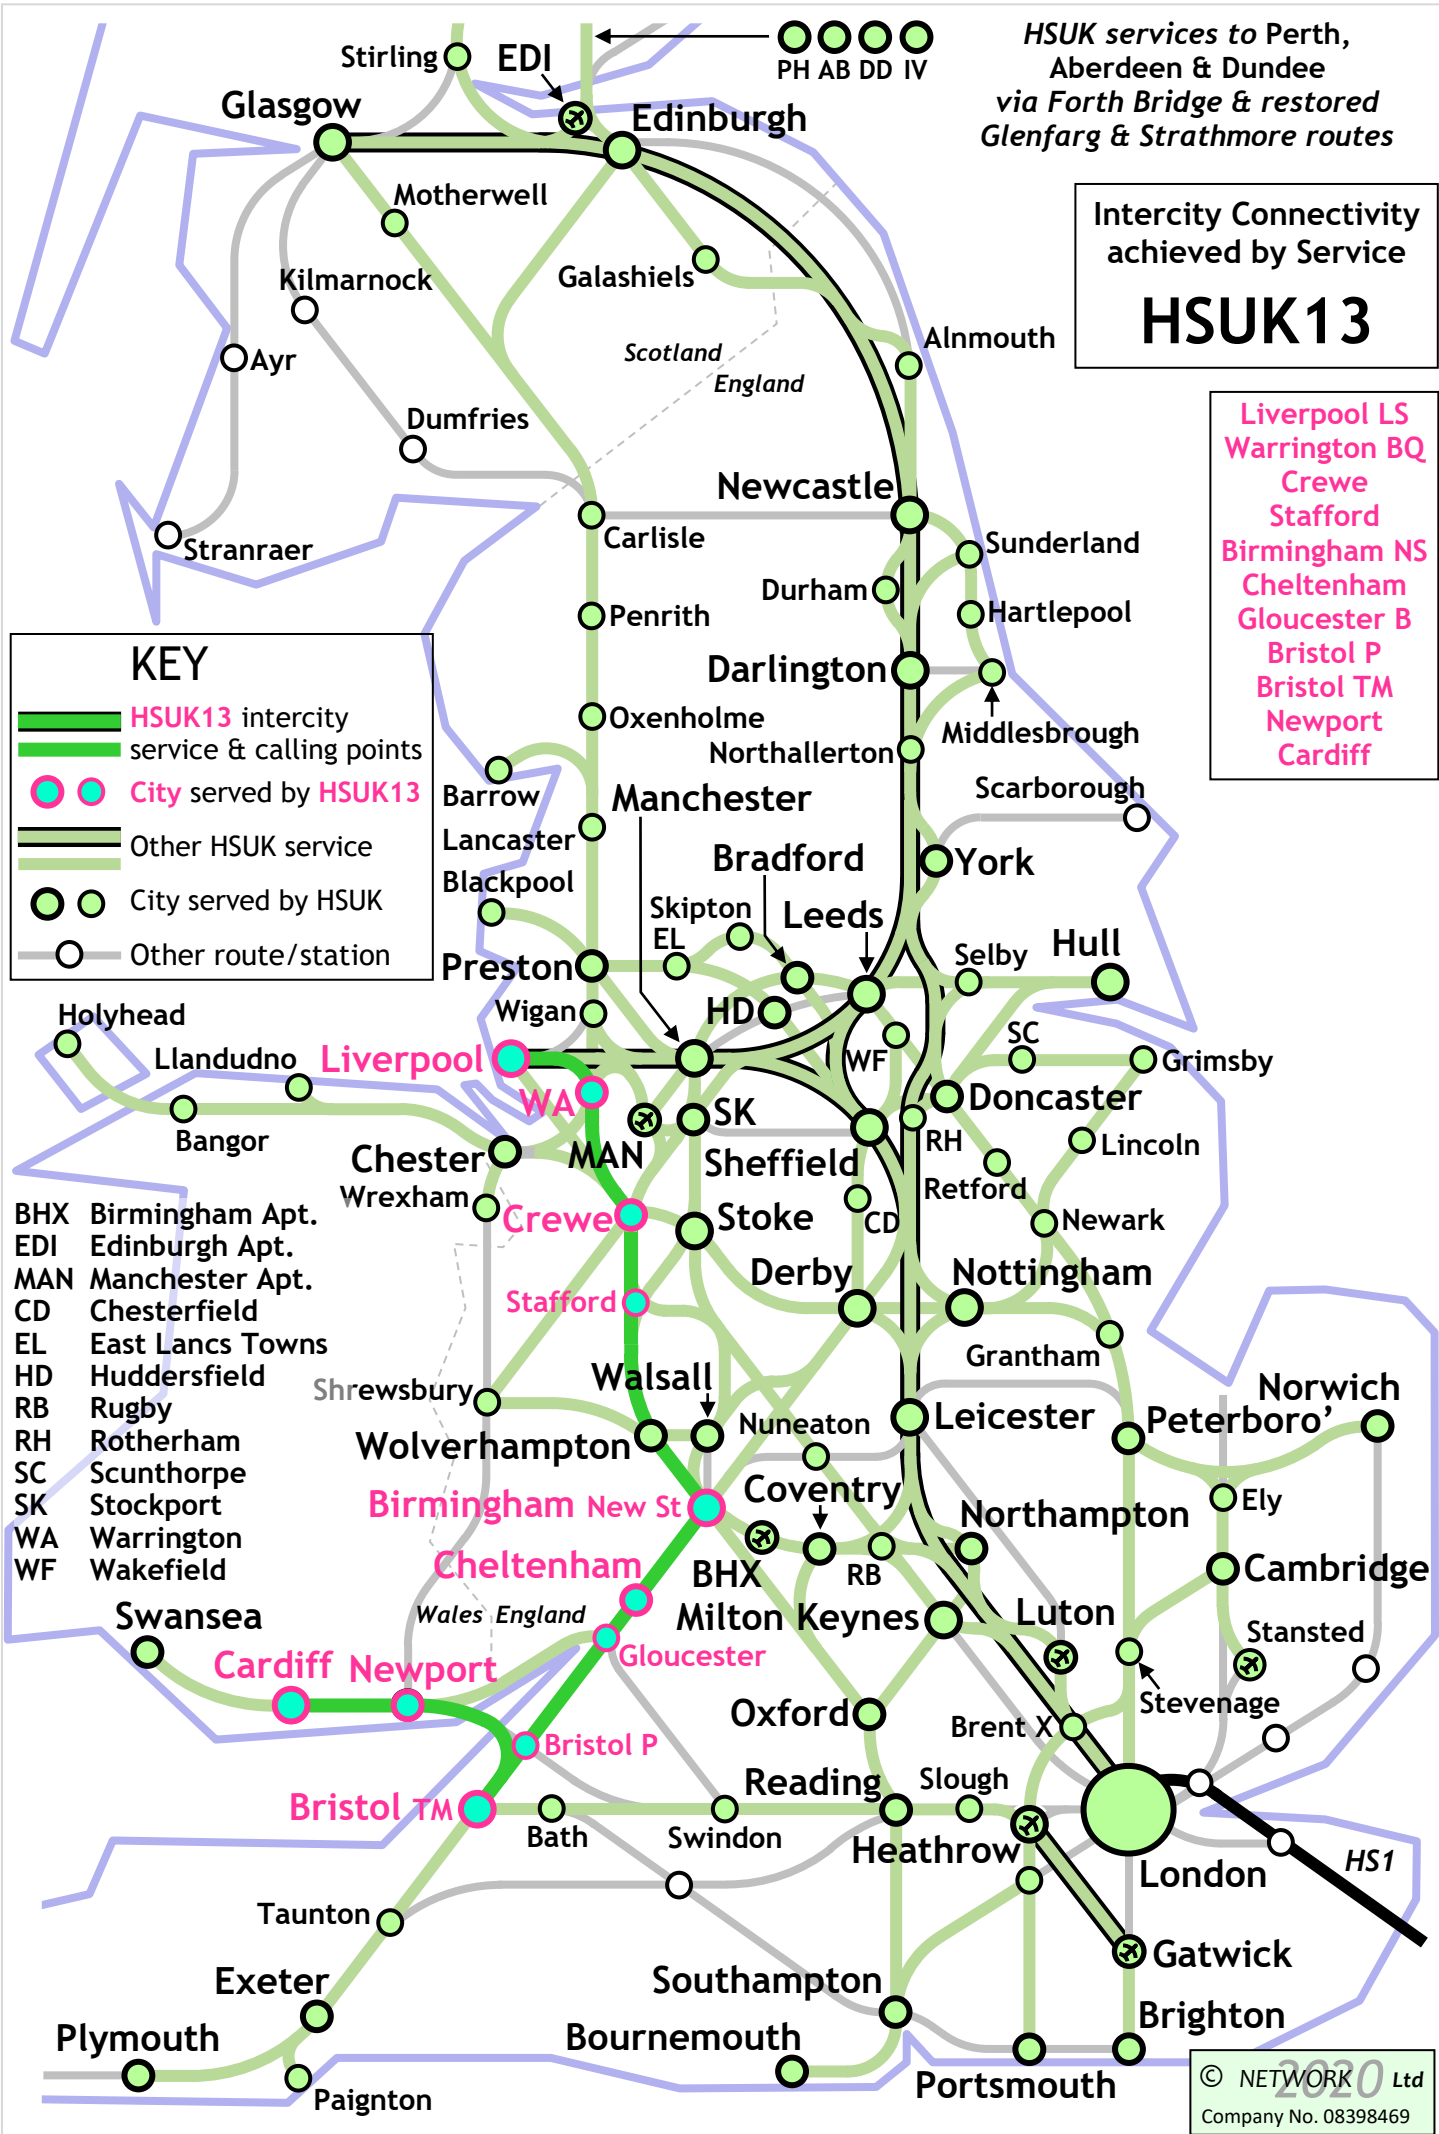 Stirling
EDI
PH AB DD IV
HSUK services to Perth,
Aberdeen & Dundee
via Forth Bridge & restored
Glenfarg & Strathmore routes
Glasgow
Edinburgh
Motherwell
Intercity Connectivity
achieved by Service
HSUK13
Galashiels
Kilmarnock
Alnmouth
Ayr
Scotland
England
Liverpool LS
Warrington BQ
Crewe
Stafford
Birmingham NS
Cheltenham
Gloucester B
Bristol P
Bristol TM
Newport
Cardiff
Dumfries
Newcastle
Carlisle
Stranraer
Sunderland
Durham
Penrith
Hartlepool
KEY
HSUK13 intercity
service & calling points
City served by HSUK13
Other HSUK service
City served by HSUK
Other route/station
Darlington
Oxenholme
Middlesbrough
Northallerton
Barrow
Manchester
Scarborough
Lancaster
Bradford
York
Blackpool
Skipton
EL
Leeds
Selby
Hull
Preston
Wigan
HD
Holyhead
Llandudno
Liverpool
WF
SC
Grimsby
WA
Bangor
MAN
SK
Doncaster
RH
Lincoln
Chester
Sheffield
Wrexham
Retford
CD
Crewe
Stoke
Newark
BHX Birmingham Apt.
EDI Edinburgh Apt.
MAN Manchester Apt.
CD Chesterfield
EL East Lancs Towns
HD Huddersfield
RB Rugby
RH Rotherham
SC Scunthorpe
SK Stockport
WA Warrington
WF Wakefield
Derby
Nottingham
Stafford
Grantham
Shrewsbury
Walsall
Norwich
Nuneaton
Leicester
Peterboro’
Wolverhampton
Coventry
Birmingham New St
Ely
Northampton
Cheltenham
BHX
RB
Cambridge
Wales England
Milton Keynes
Luton
Swansea
Stansted
Gloucester
Cardiff
Newport
Stevenage
Oxford
Brent X
Bristol P
Reading
Slough
Bristol TM
Bath
Swindon
Heathrow
London
HS1
Taunton
Gatwick
Exeter
Southampton
Brighton
Plymouth
Bournemouth
Paignton
Portsmouth
© NETWORK 2020 Ltd
Company No. 08398469